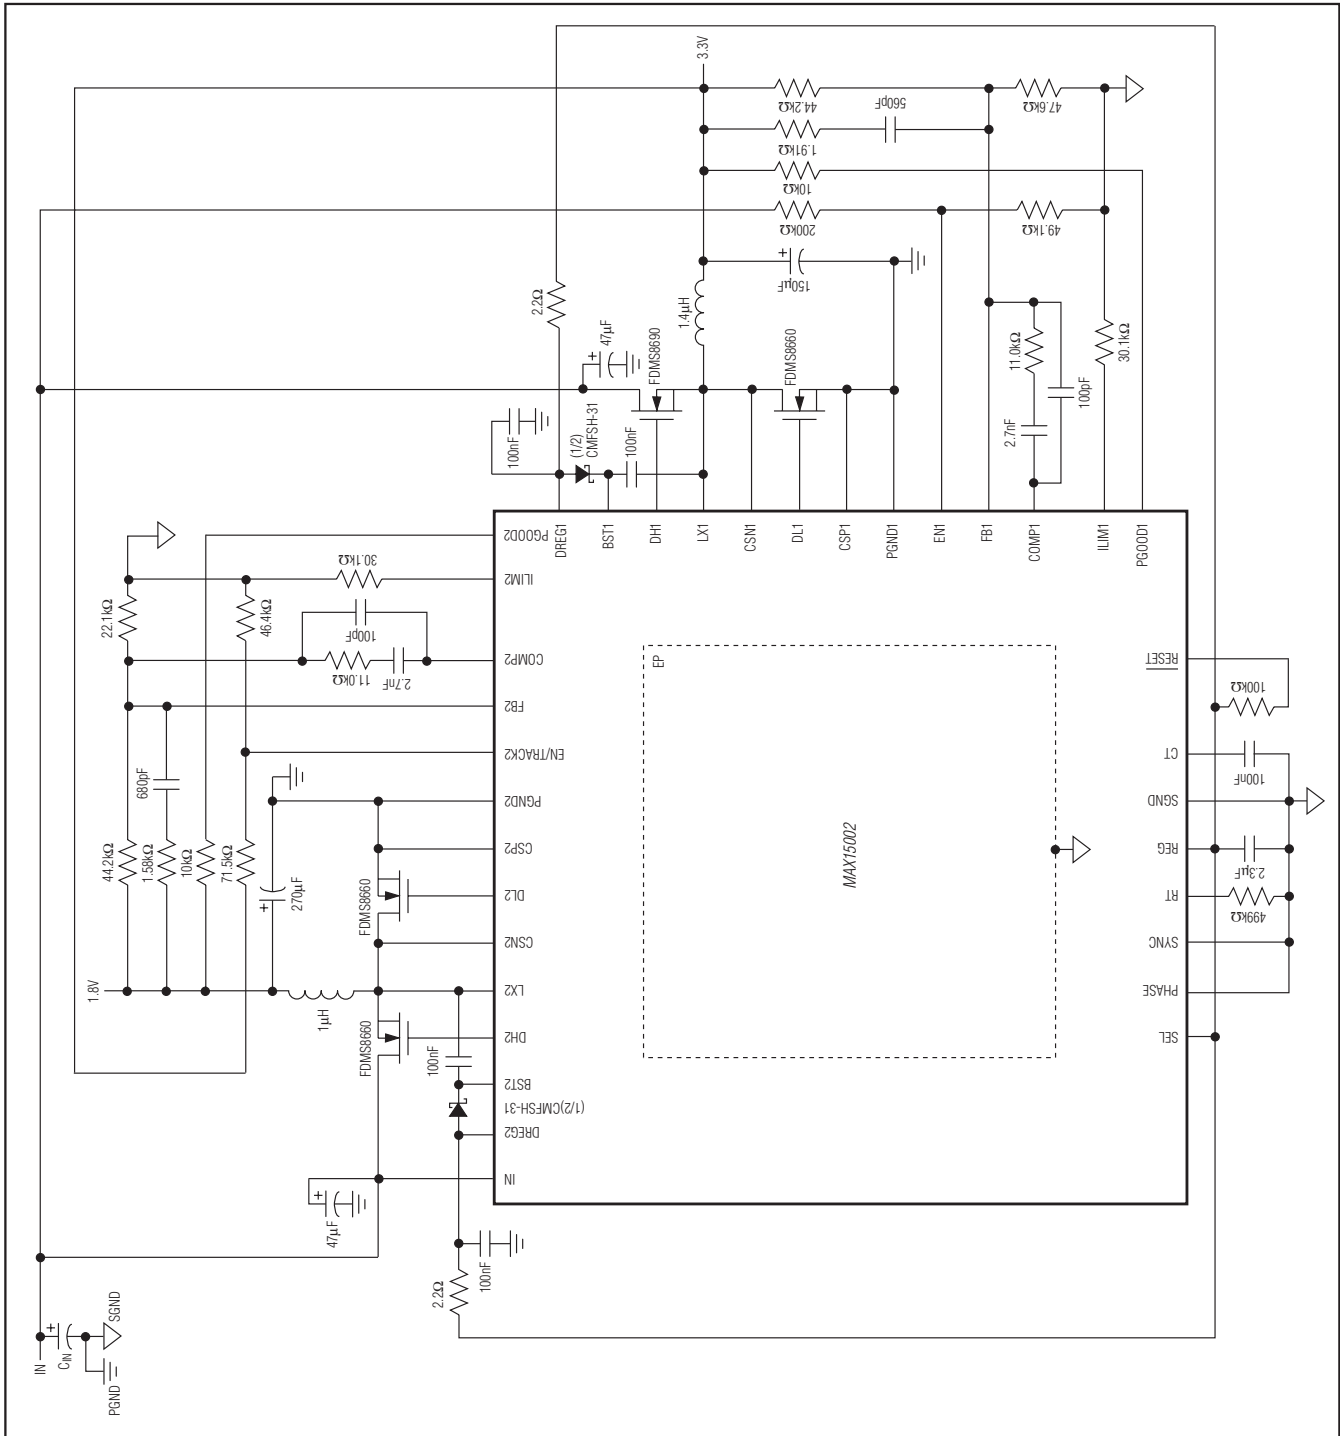 3.3V
44.2kΩ
560pF
47.6kΩ
1.91kΩ
10kΩ
200kΩ
49.1kΩ
150µF
+
2.2Ω
47µF
+
1.4µH
FDMS8690
FDMS8660
11.0kΩ
100pF
2.7nF
30.1kΩ
100nF
(1/2)
CMFSH-31
100nF
DREG1
BST1
DH1
LX1
CSN1
DL1
CSP1
PGND1
EN1
FB1
COMP1
ILIM1
PGOOD1
PGOOD2
ILIM2
COMP2
FB2
EN/TRACK2
PGND2
CSP2
DL2
CSN2
LX2
DH2
BST2
(1/2)CMFSH-31
DREG2
IN
30.1kΩ
22.1kΩ
46.4kΩ
100pF
11.0kΩ
2.7nF
680pF
44.2kΩ
1.58kΩ
10kΩ
71.5kΩ
270µF
+
FDMS8660
1.8V
1µH
FDMS8660
100nF
47µF
+
100nF
2.2Ω
EP
MAX15002
RESET
CT
SGND
REG
RT
SYNC
PHASE
SEL
100kΩ
100nF
2.3µF
499kΩ
IN
+
CIN
SGND
PGND